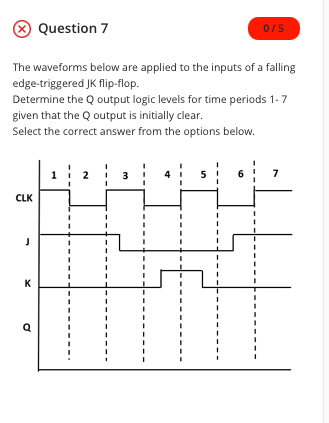 Question 7
0 / 5
The waveforms below are applied to the inputs of a falling
edge-triggered JK flip-flop.
Determine the Q output logic levels for time periods 1- 7
given that the Q output is initially clear.
Select the correct answer from the options below.
1 2 3 4 5 6 7
CLK
J
K
Q